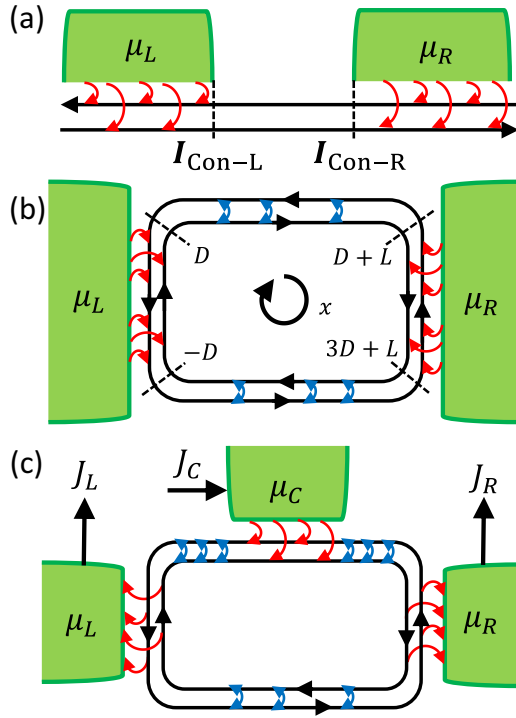 (a)
μ_L μ_R
I_Con−L I_Con−R
(b)
D D + L
μ_L x μ_R
−D 3D + L
(c)
J_L J_C μ_C J_R
μ_L μ_R